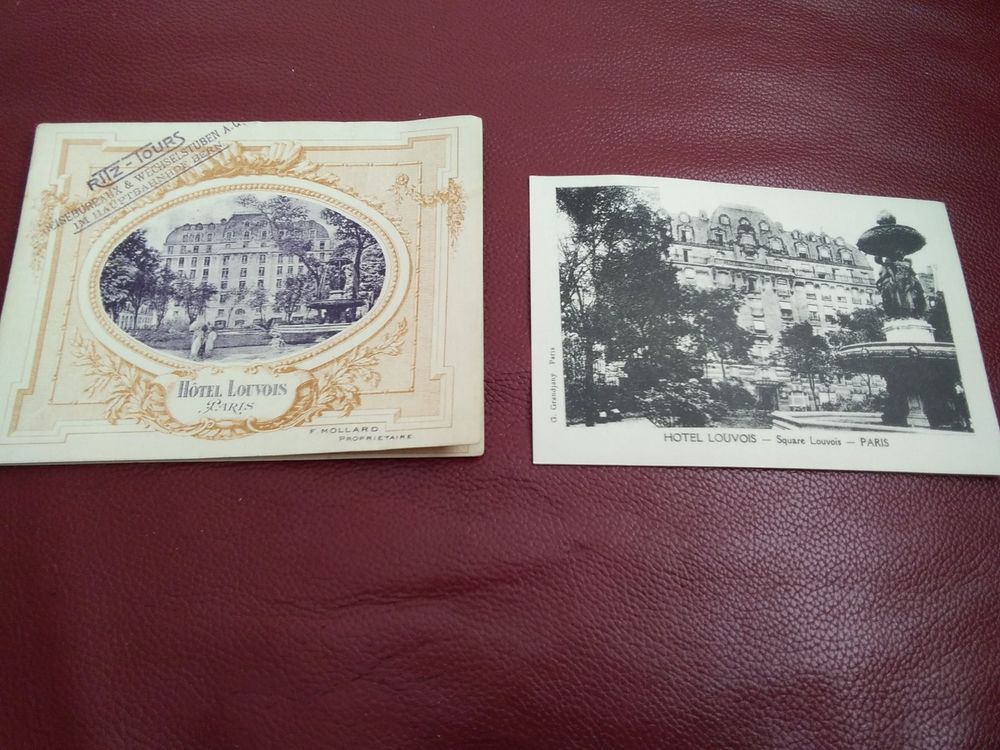 RITZ-TOURS
REISEBUREAUX & WECHSELSTUBEN A.G.
IM HAUPTBAHNHOF BERN
HÔTEL LOUVOIS
PARIS
F. MOLLARD
PROPRIÉTAIRE
G. Grandjany Paris
HOTEL LOUVOIS — Square Louvois — PARIS